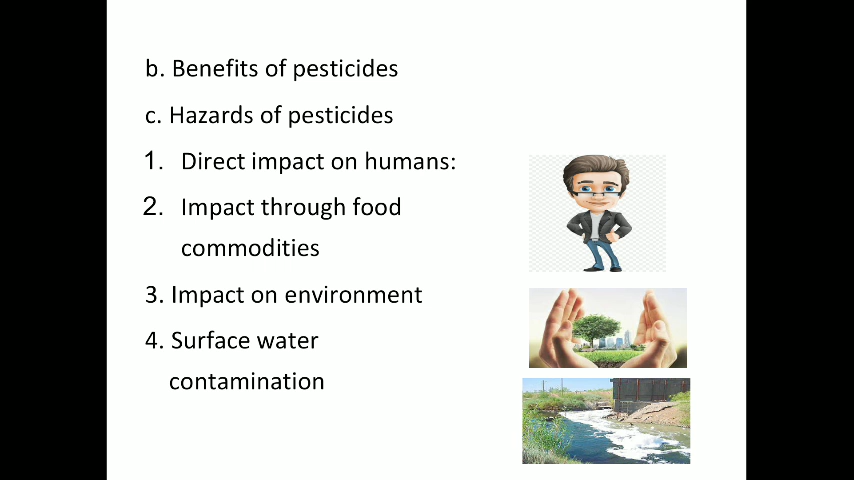 b. Benefits of pesticides
c. Hazards of pesticides
1. Direct impact on humans:
2. Impact through food
commodities
3. Impact on environment
4. Surface water
contamination